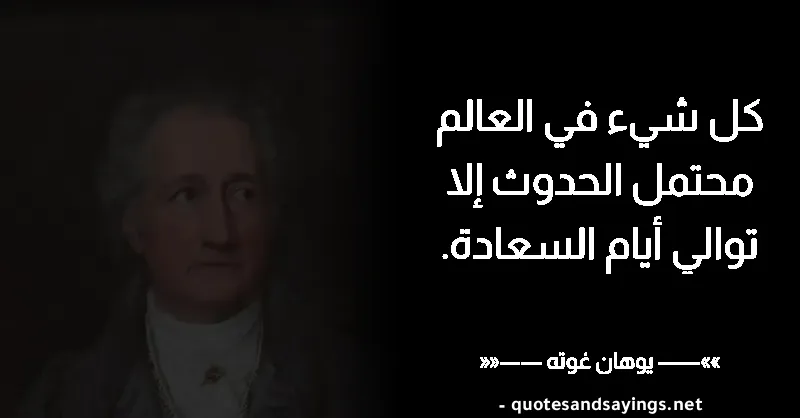 كل شيء في العالم
محتمل الحدوث إلا
توالي أيام السعادة.
»»—— يوهان غوته ——««
- quotesandsayings.net